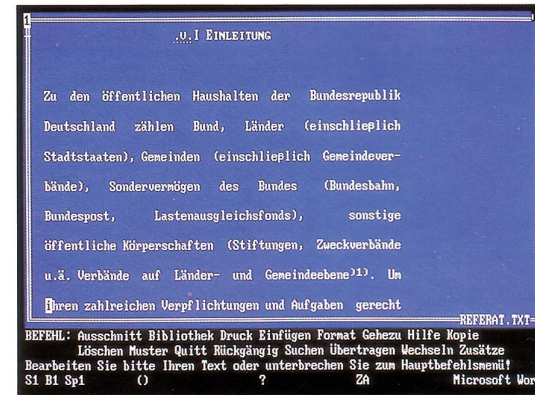 1
.v.I EINLEITUNG
Zu den öffentlichen Haushalten der Bundesrepublik
Deutschland zählen Bund, Länder (einschließlich
Stadtstaaten), Gemeinden (einschließlich Gemeindever-
bände), Sondervermögen des Bundes (Bundesbahn,
Bundespost, Lastenausgleichsfonds), sonstige
öffentliche Körperschaften (Stiftungen, Zweckverbände
u.ä. Verbände auf Länder- und Gemeindeebene)1). Um
ihren zahlreichen Verpflichtungen und Aufgaben gerecht
REFERAT.TXT
BEFEHL: Ausschnitt Bibliothek Druck Einfügen Format Gehezu Hilfe Kopie
Löschen Muster Quitt Rückgängig Suchen Übertragen Wechseln Zusätze
Bearbeiten Sie bitte Ihren Text oder unterbrechen Sie zum Hauptbefehlsmenü!
S1 B1 Sp1 () ? ZA Microsoft Wor